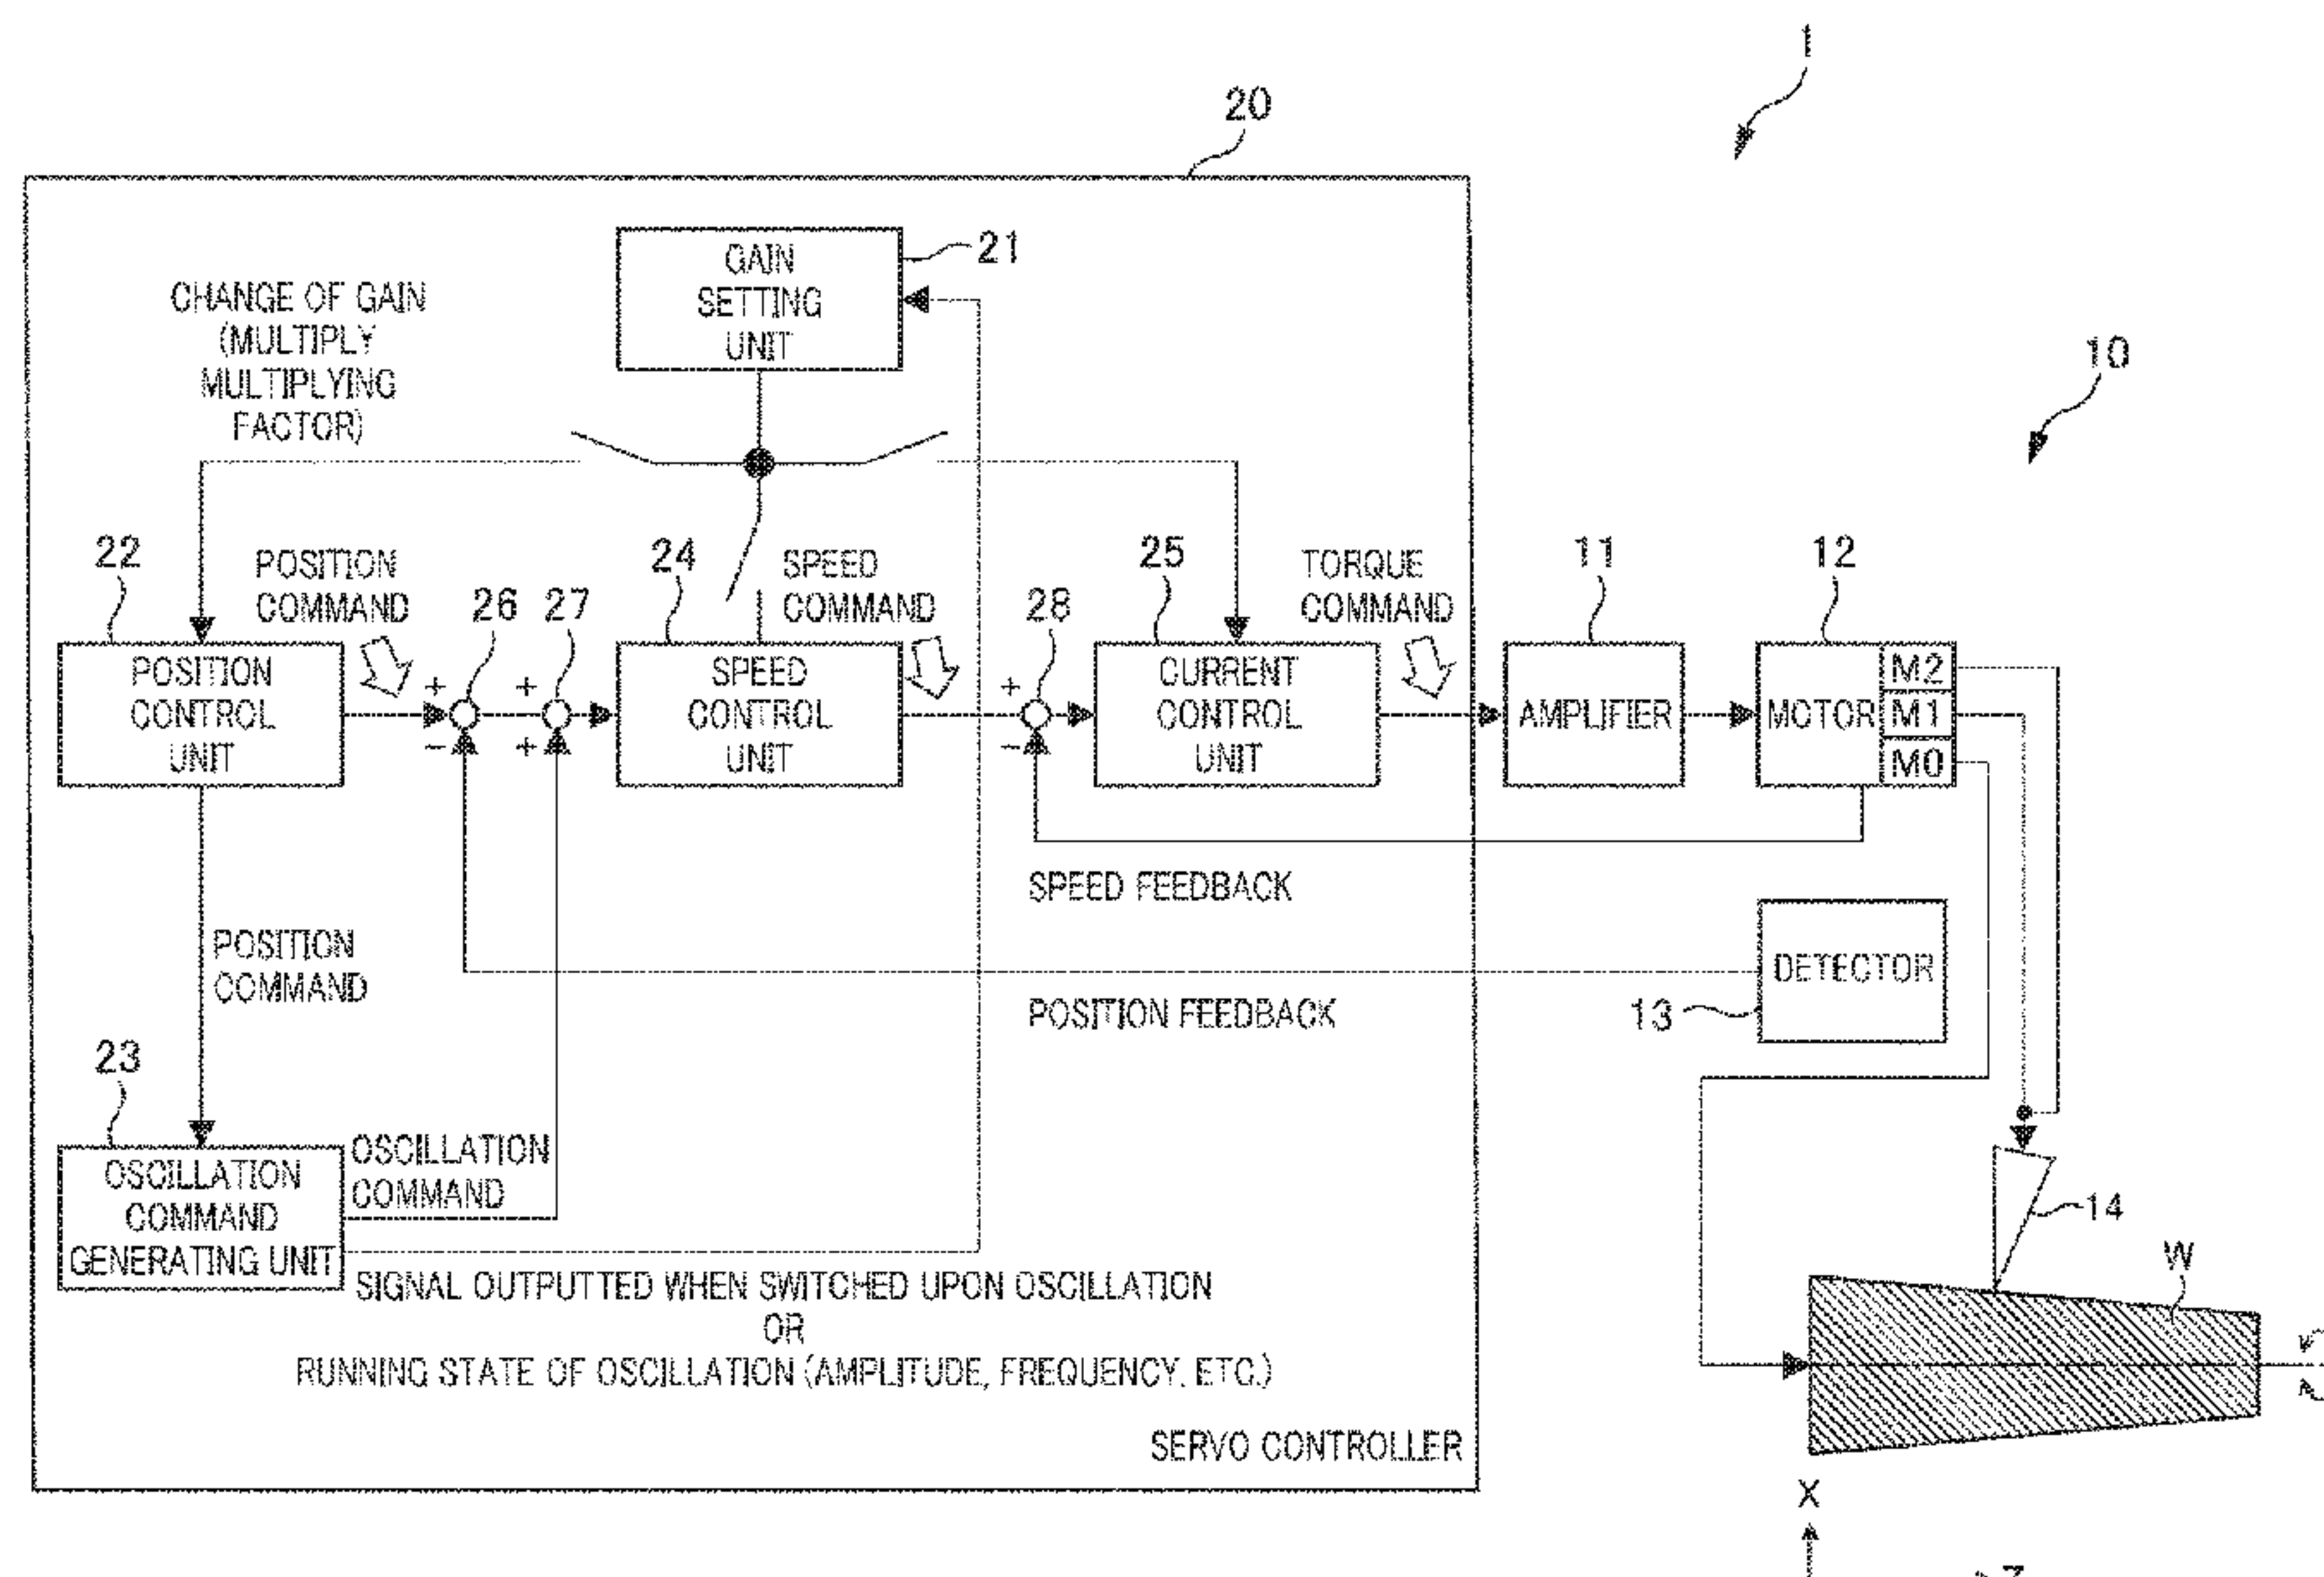 1
20
GAIN
SETTING
UNIT
21
CHANGE OF GAIN
(MULTIPLY
MULTIPLYING
FACTOR)
10
22
POSITION
COMMAND
26
27
24
SPEED
COMMAND
28
25
TORQUE
COMMAND
11
12
POSITION
CONTROL
UNIT
+
−
+
+
SPEED
CONTROL
UNIT
+
−
CURRENT
CONTROL
UNIT
AMPLIFIER
MOTOR
M2
M1
M0
SPEED FEEDBACK
POSITION
COMMAND
DETECTOR
13
POSITION FEEDBACK
23
OSCILLATION
COMMAND
GENERATING UNIT
OSCILLATION
COMMAND
14
W
SIGNAL OUTPUTTED WHEN SWITCHED UPON OSCILLATION
OR
RUNNING STATE OF OSCILLATION (AMPLITUDE, FREQUENCY, ETC.)
SERVO CONTROLLER
X